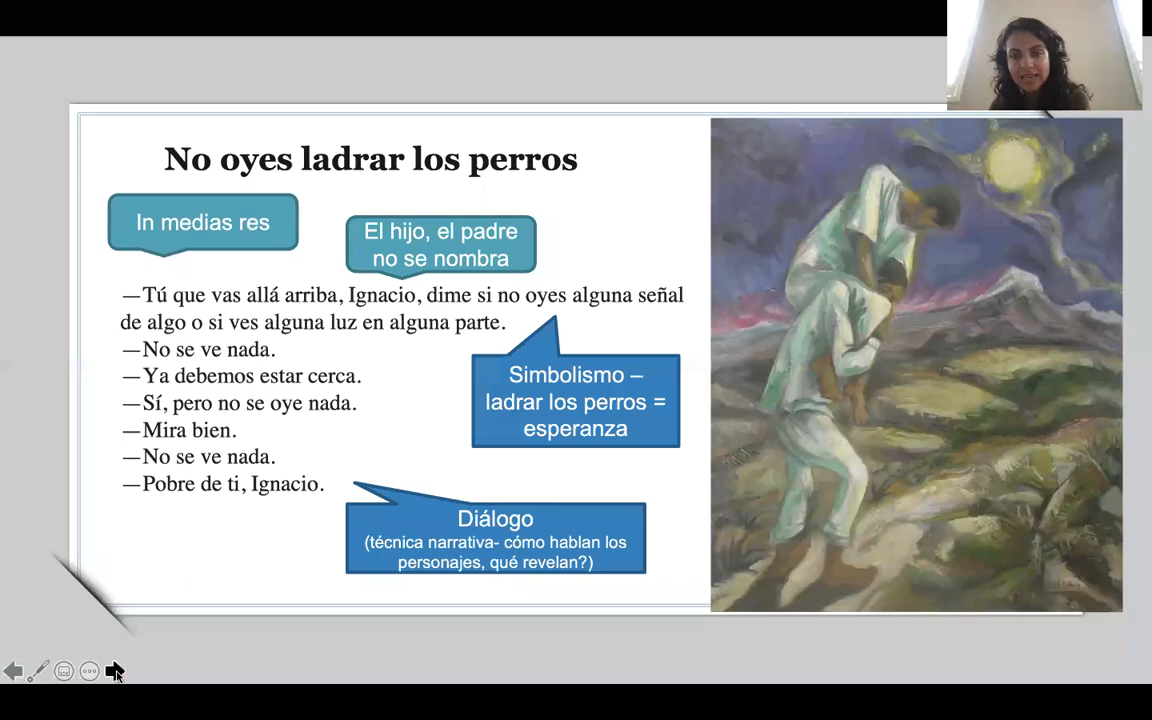 No oyes ladrar los perros
In medias res
El hijo, el padre
no se nombra
—Tú que vas allá arriba, Ignacio, dime si no oyes alguna señal
de algo o si ves alguna luz en alguna parte.
—No se ve nada.
—Ya debemos estar cerca.
—Sí, pero no se oye nada.
—Mira bien.
—No se ve nada.
—Pobre de ti, Ignacio.
Simbolismo –
ladrar los perros =
esperanza
Diálogo
(técnica narrativa- cómo hablan los
personajes, qué revelan?)